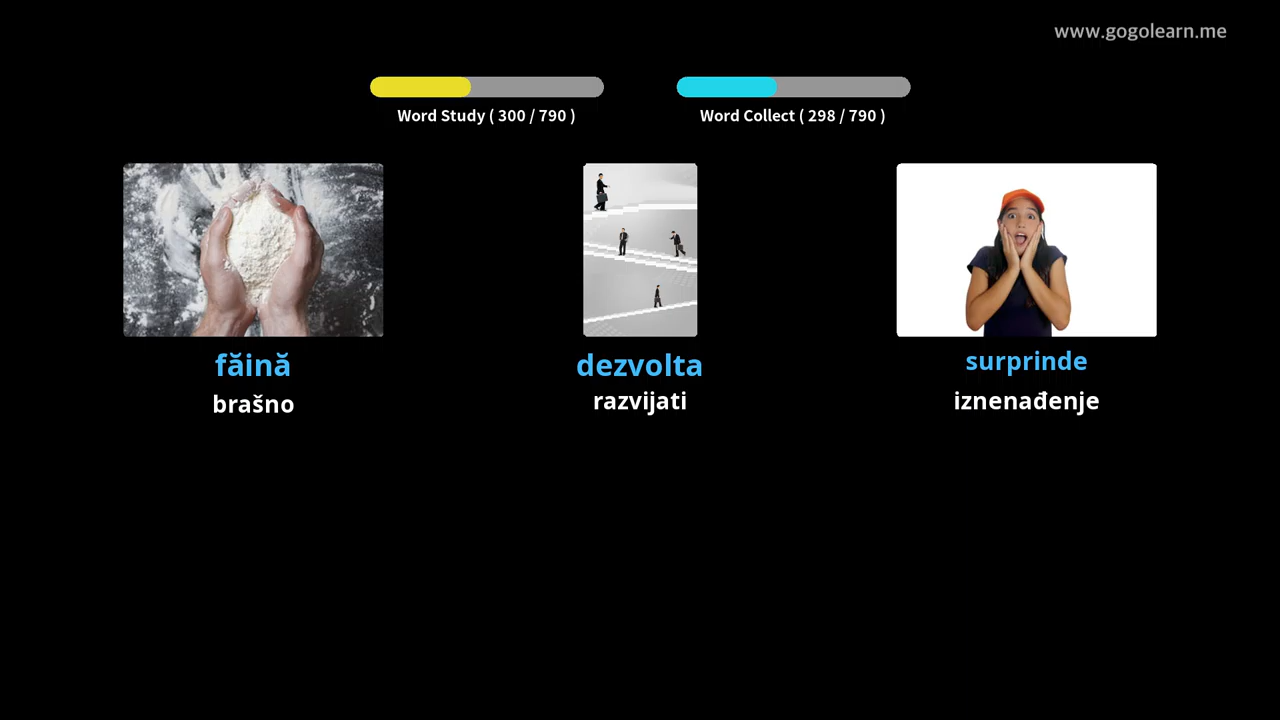 www.gogolearn.me
Word Study ( 300 / 790 )
Word Collect ( 298 / 790 )
făină
brašno
dezvolta
razvijati
surprinde
iznenađenje